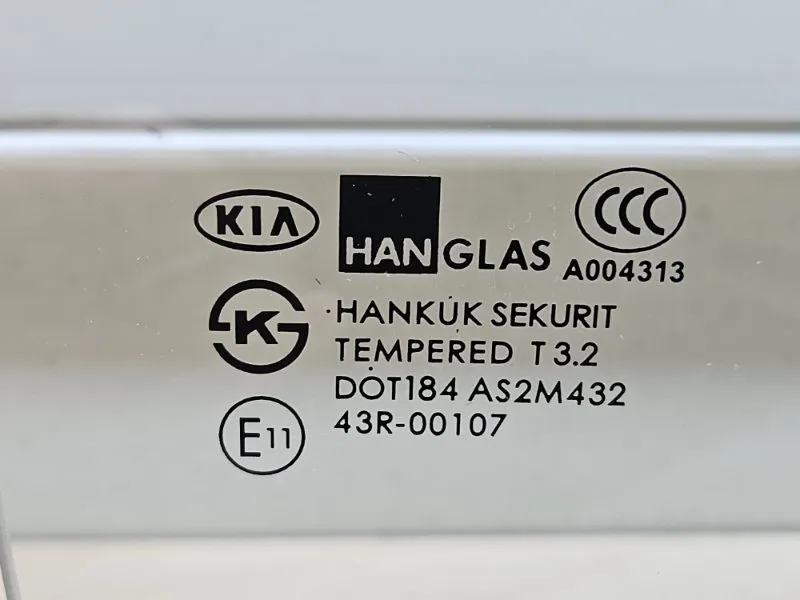 KIA
HANGLAS
CCC
A004313
K
HANKUK SEKURIT
TEMPERED T 3.2
DOT184 AS2M432
E11
43R-00107